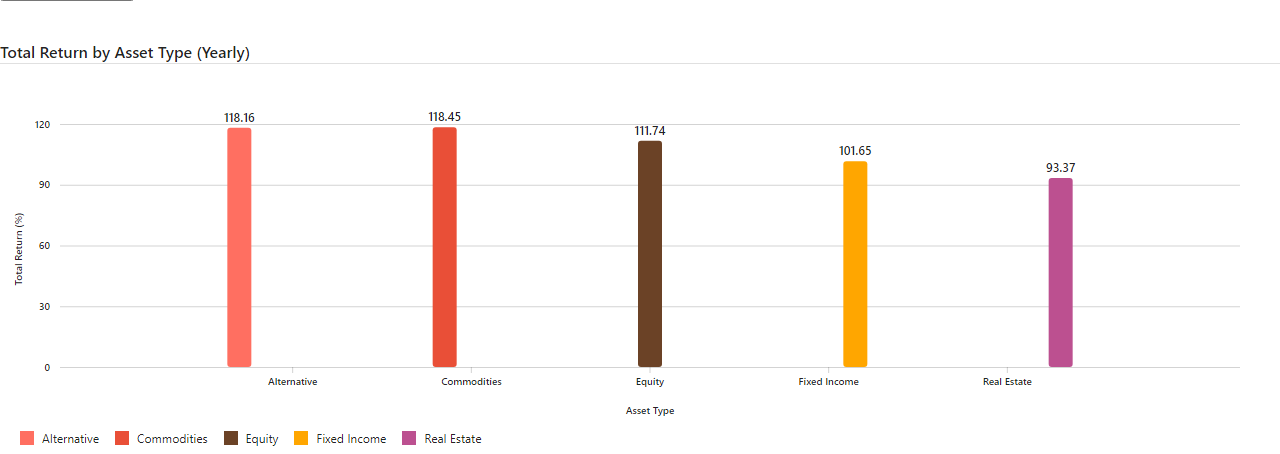 Total Return by Asset Type (Yearly)
118.16 118.45 111.74 101.65 93.37
120
90
60
30
0
Total Return (%)
Alternative Commodities Equity Fixed Income Real Estate
Asset Type
Alternative Commodities Equity Fixed Income Real Estate